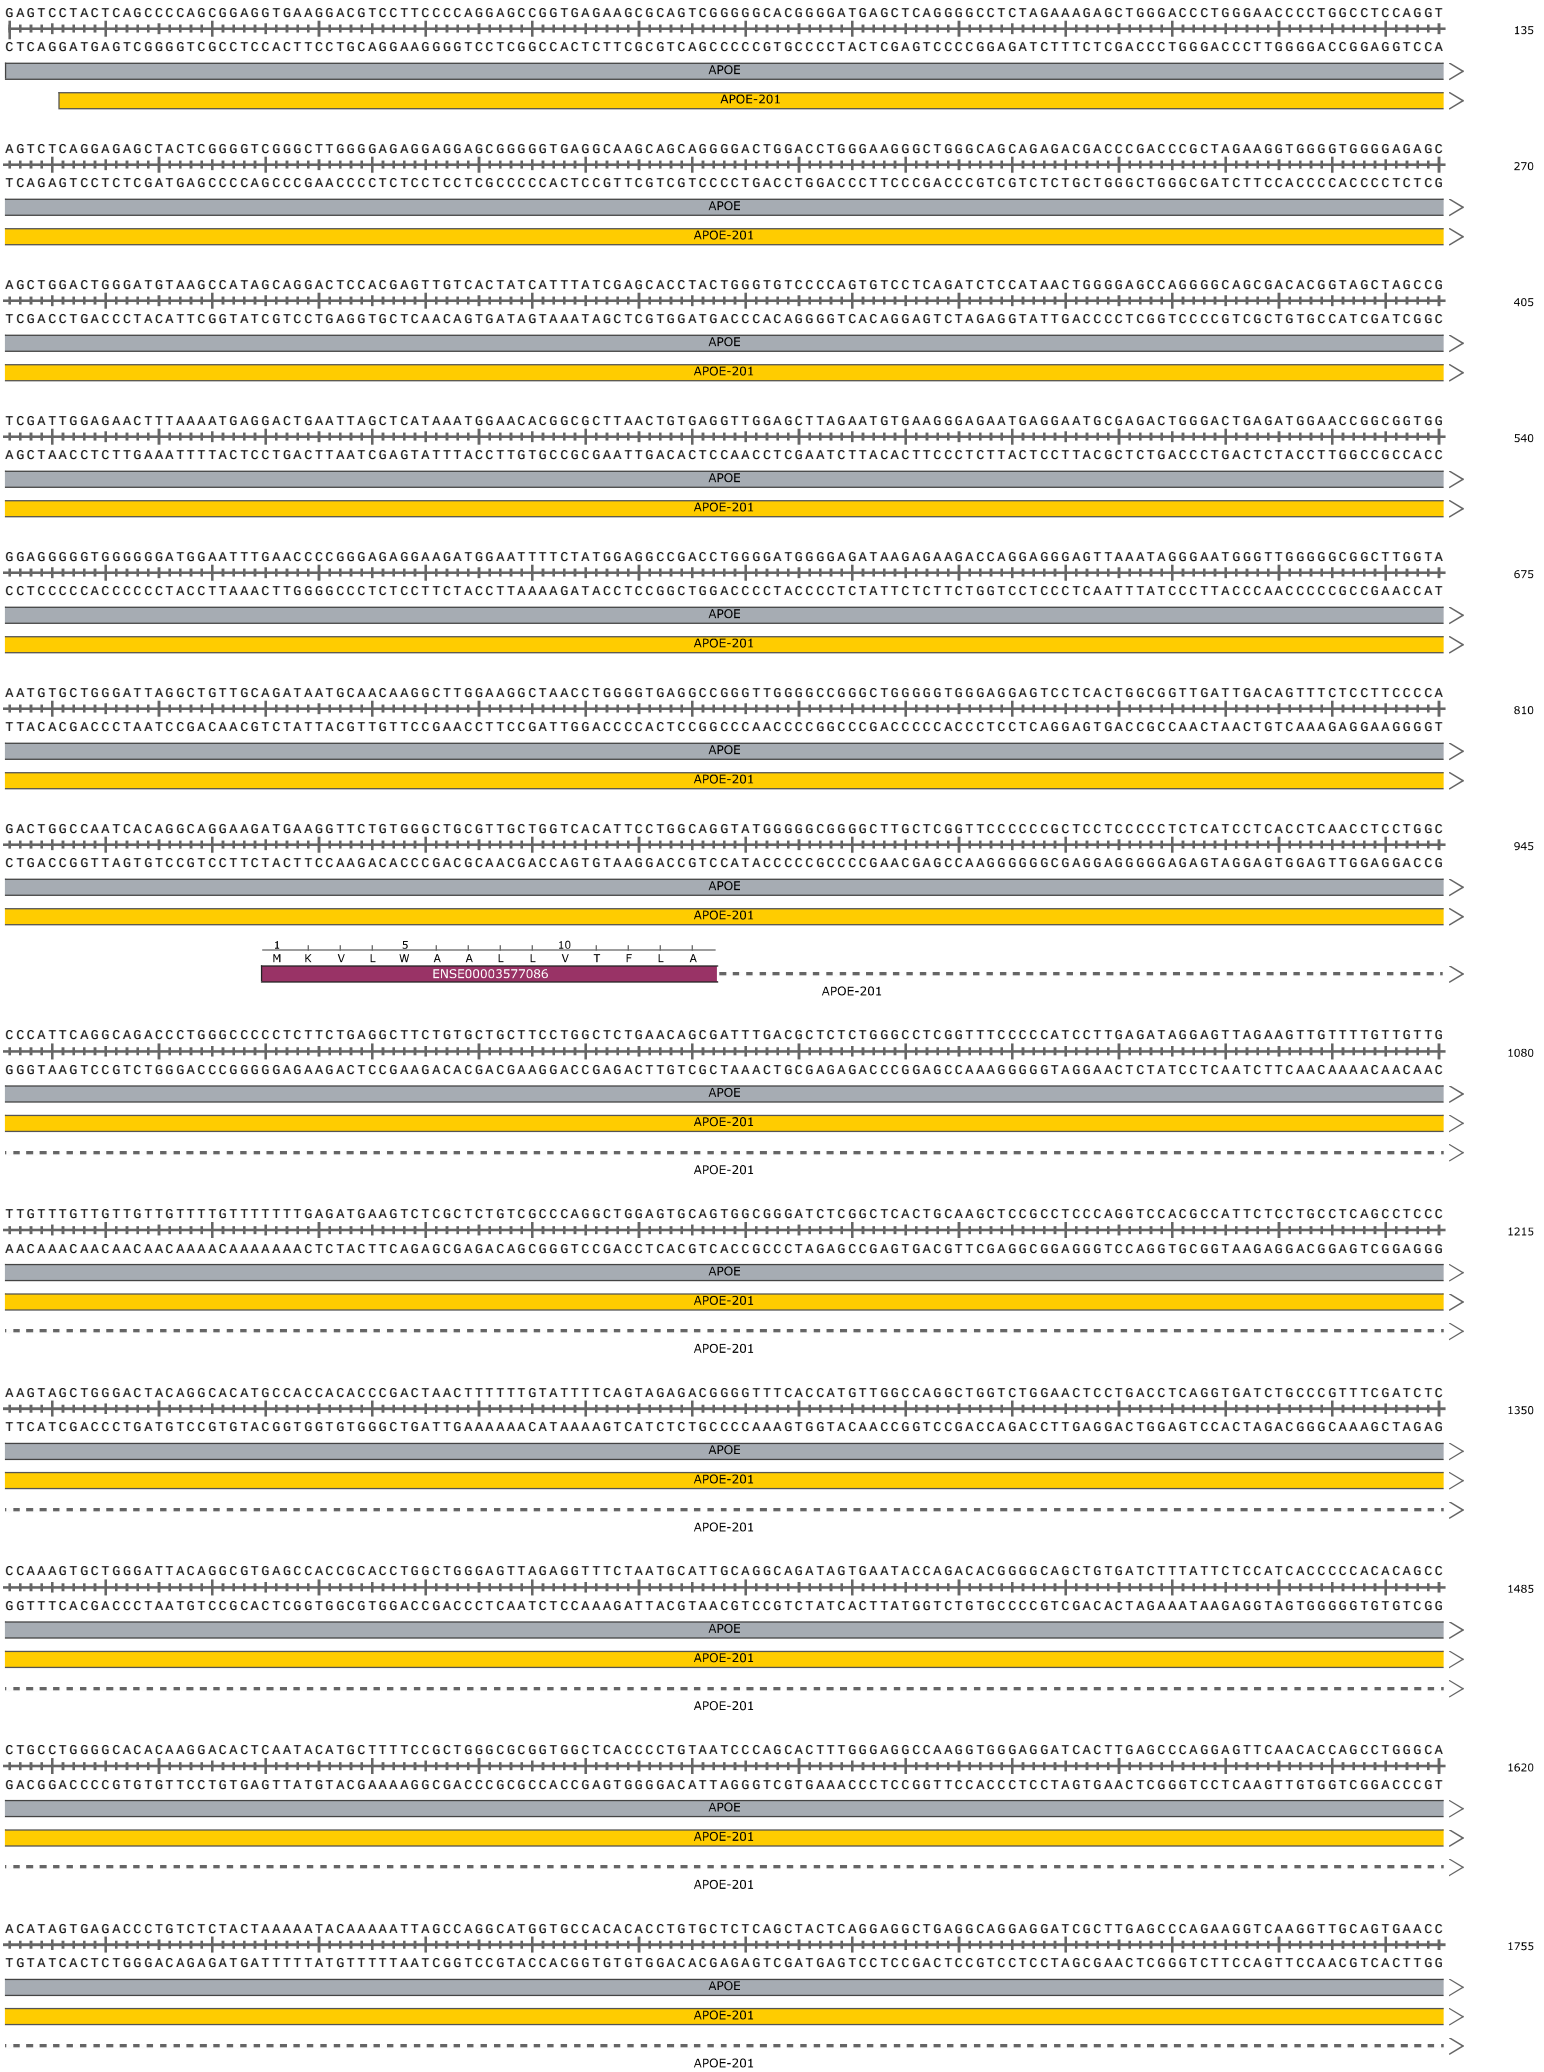 GAGTCCTACTCAGCCCCAGCGGAGGTGAAGGACGTCCTTCCCCAGGAGCCGGTGAGAAGCGCAGTCGGGGGCACGGGGATGAGCTCAGGGGCCTCTAGAAAGAGCTGGGACCCTGGGAACCCCTGGCCTCCAGGT
135
CTCAGGATGAGTCGGGGTCGCCTCCACTTCCTGCAGGAAGGGGTCCTCGGCCACTCTTCGCGTCAGCCCCCGTGCCCCTACTCGAGTCCCCGGAGATCTTTCTCGACCCTGGGACCCTTGGGGACCGGAGGTCCA
APOE
APOE-201
AGTCTCAGGAGAGCTACTCGGGGTCGGGCTTGGGGAGAGGAGGAGCGGGGGTGAGGCAAGCAGCAGGGGACTGGACCTGGGAAGGGCTGGGCAGCAGAGACGACCCGACCCGCTAGAAGGTGGGGTGGGGAGAGC
270
TCAGAGTCCTCTCGATGAGCCCCAGCCCGAACCCCTCTCCTCCTCGCCCCCACTCCGTTCGTCGTCCCCTGACCTGGACCCTTCCCGACCCGTCGTCTCTGCTGGGCTGGGCGATCTTCCACCCCACCCCTCTCG
APOE
APOE-201
AGCTGGACTGGGATGTAAGCCATAGCAGGACTCCACGAGTTGTCACTATCATTTATCGAGCACCTACTGGGTGTCCCCAGTGTCCTCAGATCTCCATAACTGGGGAGCCAGGGGCAGCGACACGGTAGCTAGCCG
405
TCGACCTGACCCTACATTCGGTATCGTCCTGAGGTGCTCAACAGTGATAGTAAATAGCTCGTGGATGACCCACAGGGGTCACAGGAGTCTAGAGGTATTGACCCCTCGGTCCCCGTCGCTGTGCCATCGATCGGC
APOE
APOE-201
TCGATTGGAGAACTTTAAAATGAGGACTGAATTAGCTCATAAATGGAACACGGCGCTTAACTGTGAGGTTGGAGCTTAGAATGTGAAGGGAGAATGAGGAATGCGAGACTGGGACTGAGATGGAACCGGCGGTGG
540
AGCTAACCTCTTGAAATTTTACTCCTGACTTAATCGAGTATTTACCTTGTGCCGCGAATTGACACTCCAACCTCGAATCTTACACTTCCCTCTTACTCCTTACGCTCTGACCCTGACTCTACCTTGGCCGCCACC
APOE
APOE-201
GGAGGGGGTGGGGGGATGGAATTTGAACCCCGGGAGAGGAAGATGGAATTTTCTATGGAGGCCGACCTGGGGATGGGGAGATAAGAGAAGACCAGGAGGGAGTTAAATAGGGAATGGGTTGGGGGCGGCTTGGTA
675
CCTCCCCCACCCCCCTACCTTAAACTTGGGGCCCTCTCCTTCTACCTTAAAAGATACCTCCGGCTGGACCCCTACCCCTCTATTCTCTTCTGGTCCTCCCTCAATTTATCCCTTACCCAACCCCCGCCGAACCAT
APOE
APOE-201
AATGTGCTGGGATTAGGCTGTTGCAGATAATGCAACAAGGCTTGGAAGGCTAACCTGGGGTGAGGCCGGGTTGGGGCCGGGCTGGGGGTGGGAGGAGTCCTCACTGGCGGTTGATTGACAGTTTCTCCTTCCCCA
810
TTACACGACCCTAATCCGACAACGTCTATTACGTTGTTCCGAACCTTCCGATTGGACCCCACTCCGGCCCAACCCCGGCCCGACCCCCACCCTCCTCAGGAGTGACCGCCAACTAACTGTCAAAGAGGAAGGGGT
APOE
APOE-201
GACTGGCCAATCACAGGCAGGAAGATGAAGGTTCTGTGGGCTGCGTTGCTGGTCACATTCCTGGCAGGTATGGGGGCGGGGCTTGCTCGGTTCCCCCCGCTCCTCCCCCTCTCATCCTCACCTCAACCTCCTGGC
945
CTGACCGGTTAGTGTCCGTCCTTCTACTTCCAAGACACCCGACGCAACGACCAGTGTAAGGACCGTCCATACCCCCGCCCCGAACGAGCCAAGGGGGGCGAGGAGGGGGAGAGTAGGAGTGGAGTTGGAGGACCG
APOE
APOE-201
1 5 10
M K V L W A A L L V T F L A
ENSE00003577086
APOE-201
CCCATTCAGGCAGACCCTGGGCCCCCTCTTCTGAGGCTTCTGTGCTGCTTCCTGGCTCTGAACAGCGATTTGACGCTCTCTGGGCCTCGGTTTCCCCCATCCTTGAGATAGGAGTTAGAAGTTGTTTTGTTGTTG
1080
GGGTAAGTCCGTCTGGGACCCGGGGGAGAAGACTCCGAAGACACGACGAAGGACCGAGACTTGTCGCTAAACTGCGAGAGACCCGGAGCCAAAGGGGGTAGGAACTCTATCCTCAATCTTCAACAAAACAACAAC
APOE
APOE-201
APOE-201
TTGTTTGTTGTTGTTGTTTTGTTTTTTTGAGATGAAGTCTCGCTCTGTCGCCCAGGCTGGAGTGCAGTGGCGGGATCTCGGCTCACTGCAAGCTCCGCCTCCCAGGTCCACGCCATTCTCCTGCCTCAGCCTCCC
1215
AACAAACAACAACAACAAAACAAAAAAACTCTACTTCAGAGCGAGACAGCGGGTCCGACCTCACGTCACCGCCCTAGAGCCGAGTGACGTTCGAGGCGGAGGGTCCAGGTGCGGTAAGAGGACGGAGTCGGAGGG
APOE
APOE-201
APOE-201
AAGTAGCTGGGACTACAGGCACATGCCACCACACCCGACTAACTTTTTTGTATTTTCAGTAGAGACGGGGTTTCACCATGTTGGCCAGGCTGGTCTGGAACTCCTGACCTCAGGTGATCTGCCCGTTTCGATCTC
1350
TTCATCGACCCTGATGTCCGTGTACGGTGGTGTGGGCTGATTGAAAAAACATAAAAGTCATCTCTGCCCCAAAGTGGTACAACCGGTCCGACCAGACCTTGAGGACTGGAGTCCACTAGACGGGCAAAGCTAGAG
APOE
APOE-201
APOE-201
CCAAAGTGCTGGGATTACAGGCGTGAGCCACCGCACCTGGCTGGGAGTTAGAGGTTTCTAATGCATTGCAGGCAGATAGTGAATACCAGACACGGGGCAGCTGTGATCTTTATTCTCCATCACCCCCACACAGCC
1485
GGTTTCACGACCCTAATGTCCGCACTCGGTGGCGTGGACCGACCCTCAATCTCCAAAGATTACGTAACGTCCGTCTATCACTTATGGTCTGTGCCCCGTCGACACTAGAAATAAGAGGTAGTGGGGGTGTGTCGG
APOE
APOE-201
APOE-201
CTGCCTGGGGCACACAAGGACACTCAATACATGCTTTTCCGCTGGGCGCGGTGGCTCACCCCTGTAATCCCAGCACTTTGGGAGGCCAAGGTGGGAGGATCACTTGAGCCCAGGAGTTCAACACCAGCCTGGGCA
1620
GACGGACCCCGTGTGTTCCTGTGAGTTATGTACGAAAAGGCGACCCGCGCCACCGAGTGGGGACATTAGGGTCGTGAAACCCTCCGGTTCCACCCTCCTAGTGAACTCGGGTCCTCAAGTTGTGGTCGGACCCGT
APOE
APOE-201
APOE-201
ACATAGTGAGACCCTGTCTCTACTAAAAATACAAAAATTAGCCAGGCATGGTGCCACACACCTGTGCTCTCAGCTACTCAGGAGGCTGAGGCAGGAGGATCGCTTGAGCCCAGAAGGTCAAGGTTGCAGTGAACC
1755
TGTATCACTCTGGGACAGAGATGATTTTTATGTTTTTAATCGGTCCGTACCACGGTGTGTGGACACGAGAGTCGATGAGTCCTCCGACTCCGTCCTCCTAGCGAACTCGGGTCTTCCAGTTCCAACGTCACTTGG
APOE
APOE-201
APOE-201